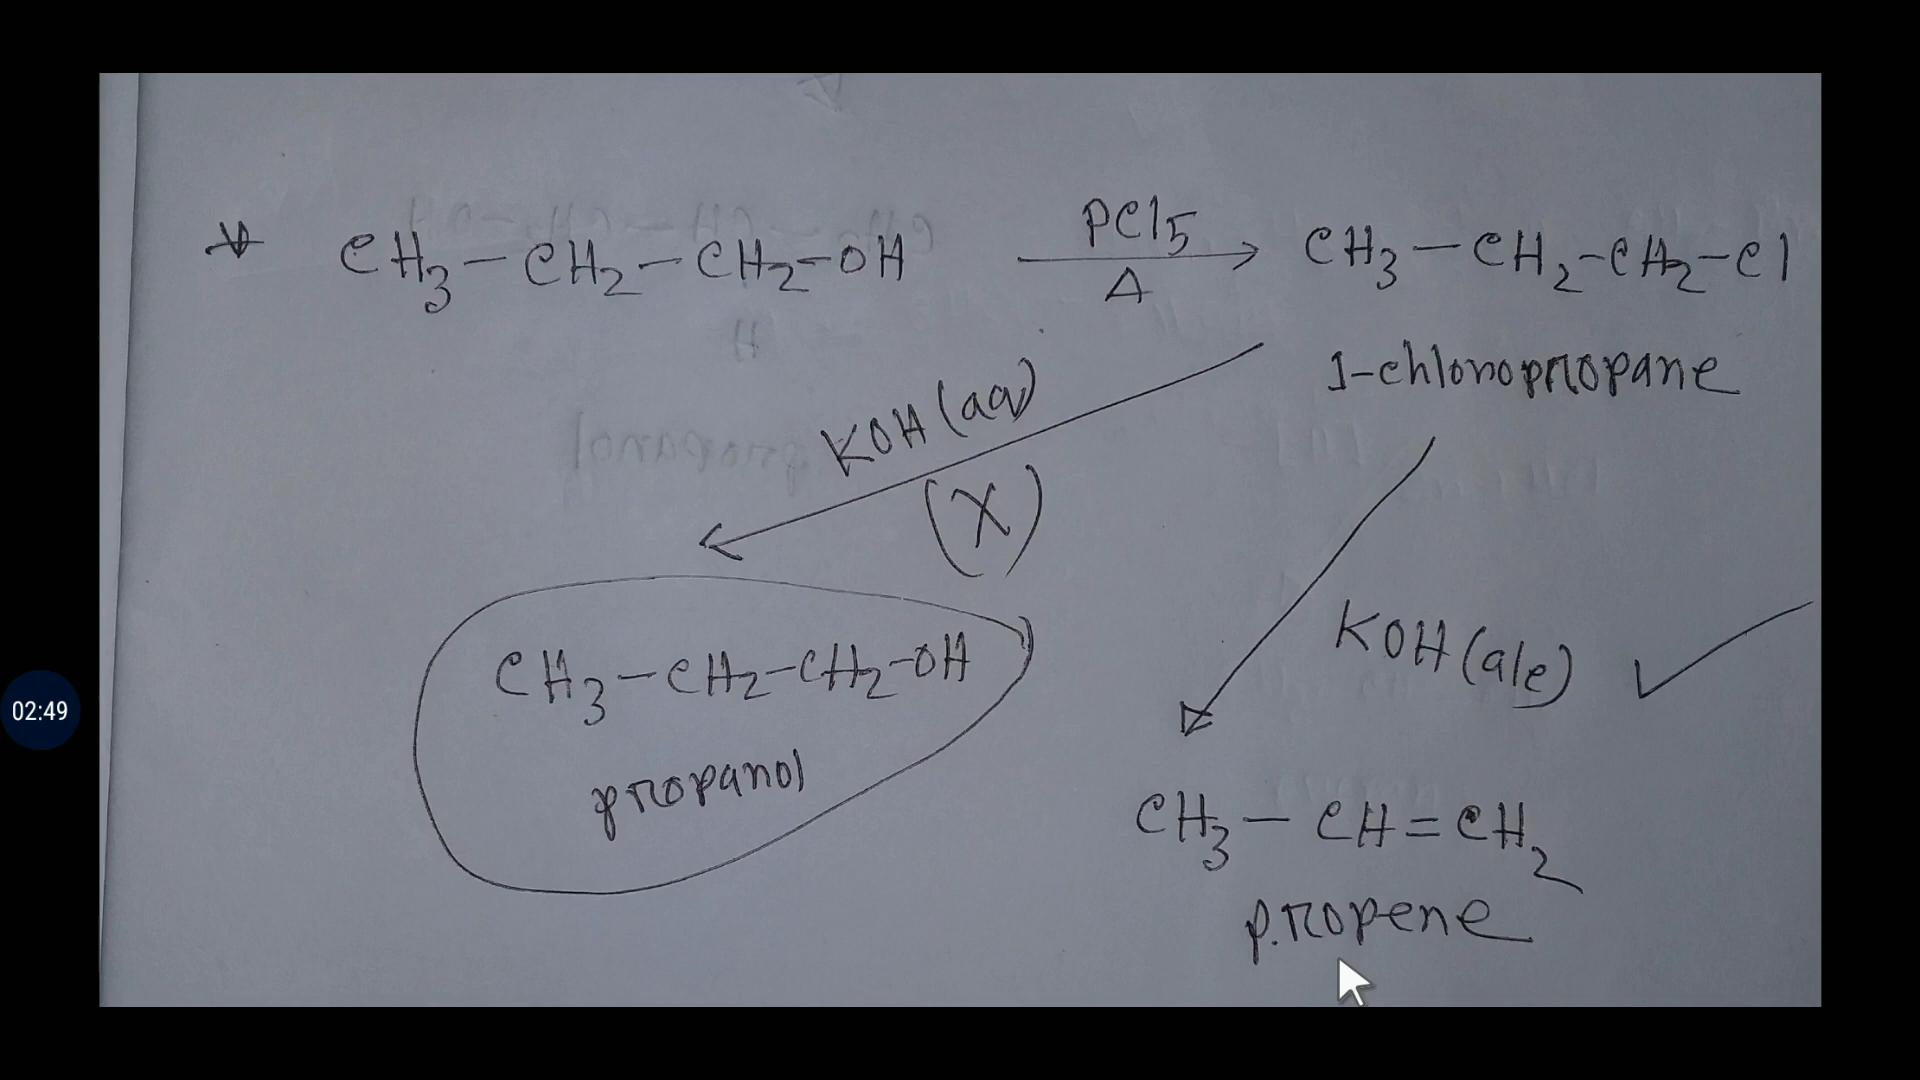 CH3-CH2-CH2-OH PCl5 Δ CH3-CH2-CH2-Cl
1-chloropropane
KOH (aq)
(X)
KOH (alc) ✓
CH3-CH2-CH2-OH
propanol
CH3-CH=CH2
propene
02:49